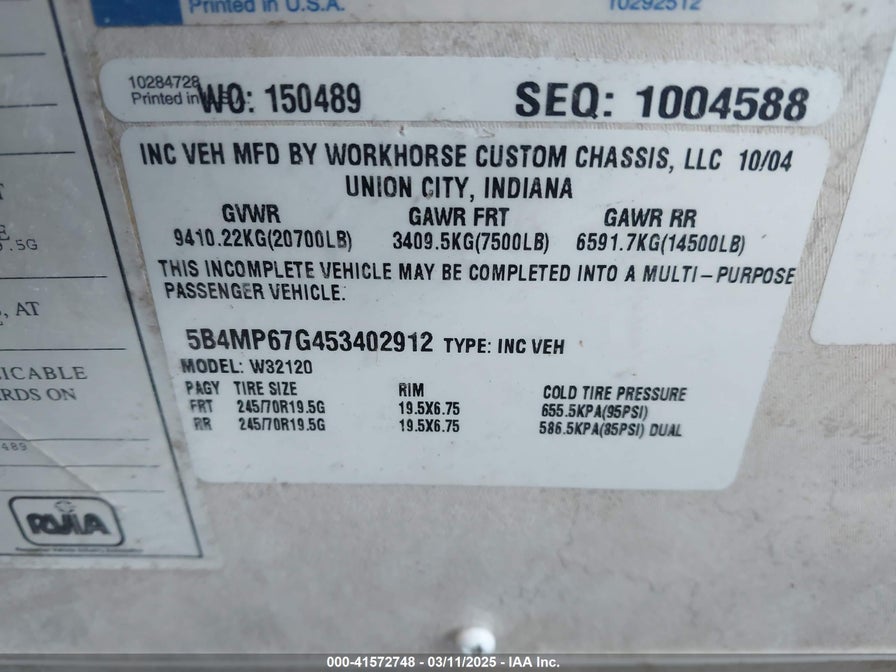 Printed in U.S.A.
10292512
10284728
Printed in
WO: 150489
SEQ: 1004588
INC VEH MFD BY WORKHORSE CUSTOM CHASSIS, LLC 10/04
UNION CITY, INDIANA
GVWR GAWR FRT GAWR RR
9410.22KG(20700LB) 3409.5KG(7500LB) 6591.7KG(14500LB)
THIS INCOMPLETE VEHICLE MAY BE COMPLETED INTO A MULTI-PURPOSE
PASSENGER VEHICLE.
5B4MP67G453402912 TYPE: INC VEH
MODEL: W32120
PAGY TIRE SIZE RIM COLD TIRE PRESSURE
FRT 245/70R19.5G 19.5X6.75 655.5KPA(95PSI)
RR 245/70R19.5G 19.5X6.75 586.5KPA(85PSI) DUAL
.5G
, AT
ICABLE
RDS ON
489
RVIA
000-41572748 - 03/11/2025 - IAA Inc.